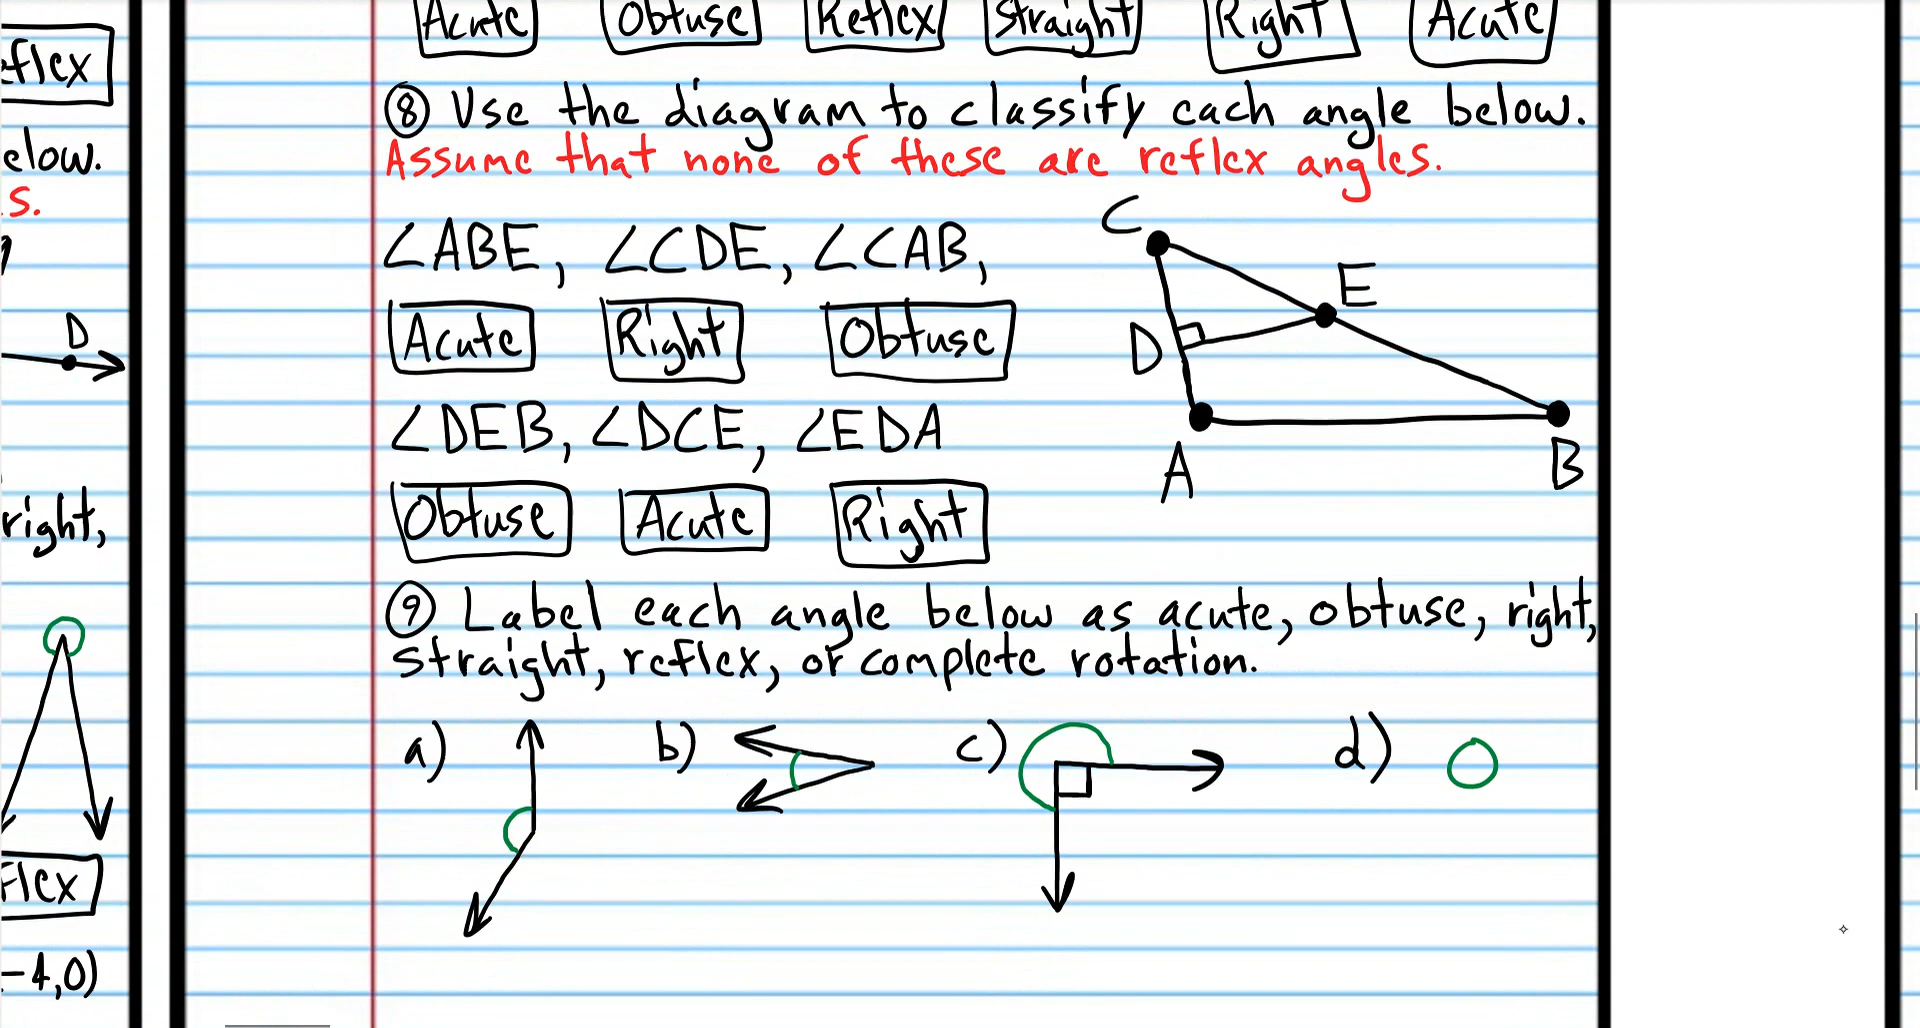 Acute Obtuse Reflex Straight Right Acute
eflex
⑧ Use the diagram to classify each angle below.
elow.
Assume that none of these are reflex angles.
s.
∠ABE, ∠CDE, ∠CAB,
Acute Right Obtuse
∠DEB, ∠DCE, ∠EDA
Obtuse Acute Right
C
E
D
A
B
D
right,
⑨ Label each angle below as acute, obtuse, right,
straight, reflex, or complete rotation.
a) b) c) d)
flex
-4,0)